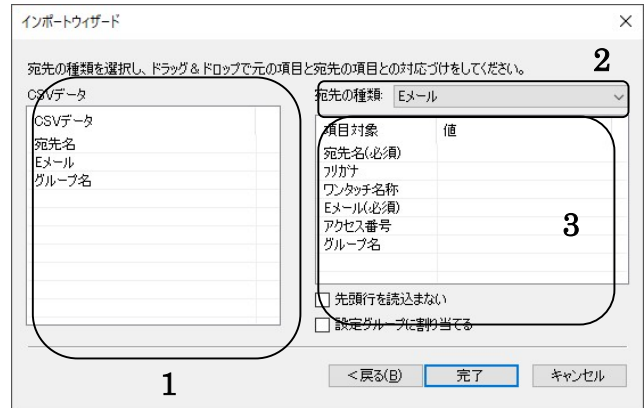 インポートウィザード
宛先の種類を選択し、ドラッグ＆ドロップで元の項目と宛先の項目との対応づけをしてください。
2
CSVデータ
宛先の種類: Eメール
CSVデータ
宛先名
Eメール
グループ名
項目対象 値
宛先名(必須)
フリガナ
ワンタッチ名称
Eメール(必須)
アクセス番号
グループ名
3
先頭行を読込まない
設定グループに割り当てる
1
<戻る(B)
完了
キャンセル